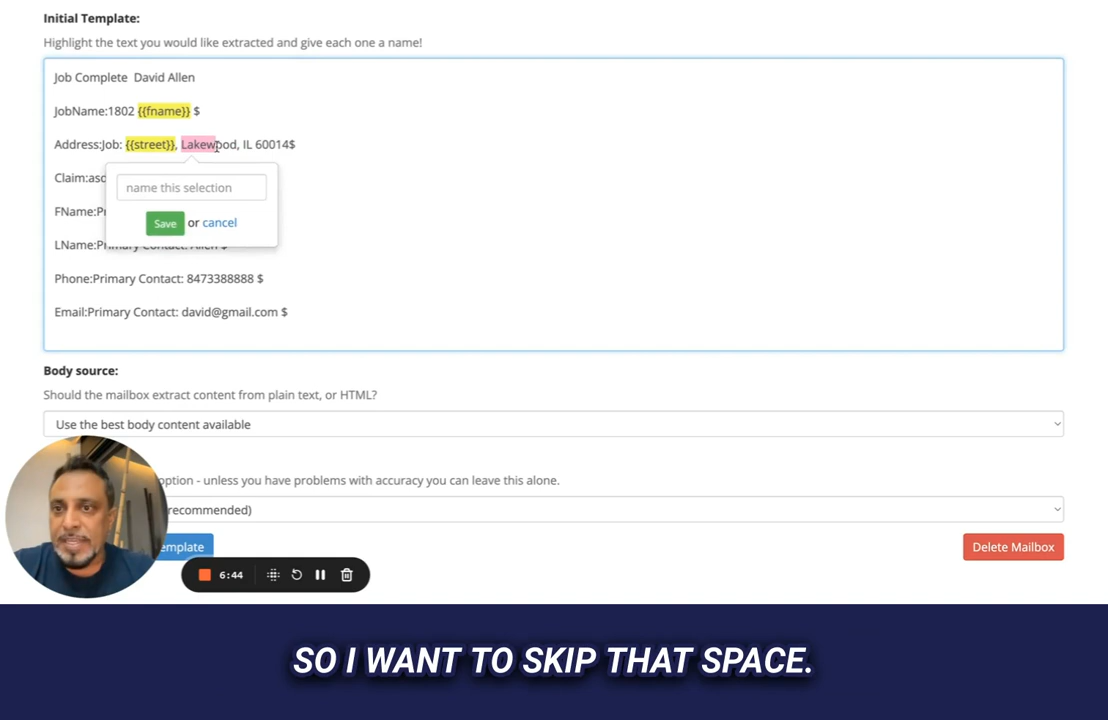 Initial Template:
Highlight the text you would like extracted and give each one a name!
Job Complete  David Allen
JobName:1802 {{fname}} $
Address:Job: {{street}}, Lakewood, IL 60014$
name this selection
Claim:asd
Save or cancel
FName:Pr
LName:Primary Contact: Allen $
Phone:Primary Contact: 8473388888 $
Email:Primary Contact: david@gmail.com $
Body source:
Should the mailbox extract content from plain text, or HTML?
Use the best body content available
option - unless you have problems with accuracy you can leave this alone.
recommended)
emplate
Delete Mailbox
6:44
SO I WANT TO SKIP THAT SPACE.